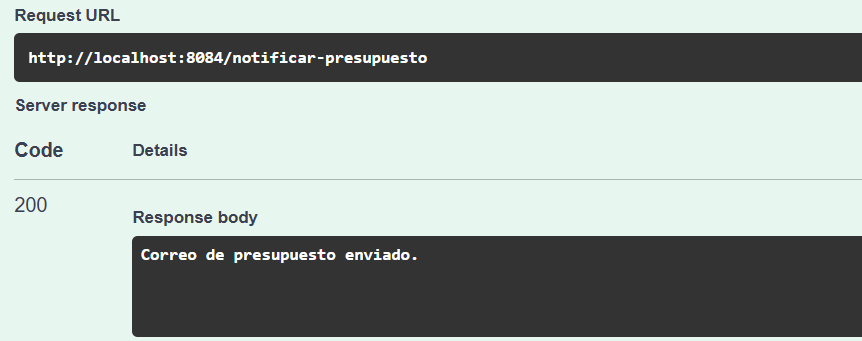 Request URL
http://localhost:8084/notificar-presupuesto
Server response
Code Details
200
Response body
Correo de presupuesto enviado.